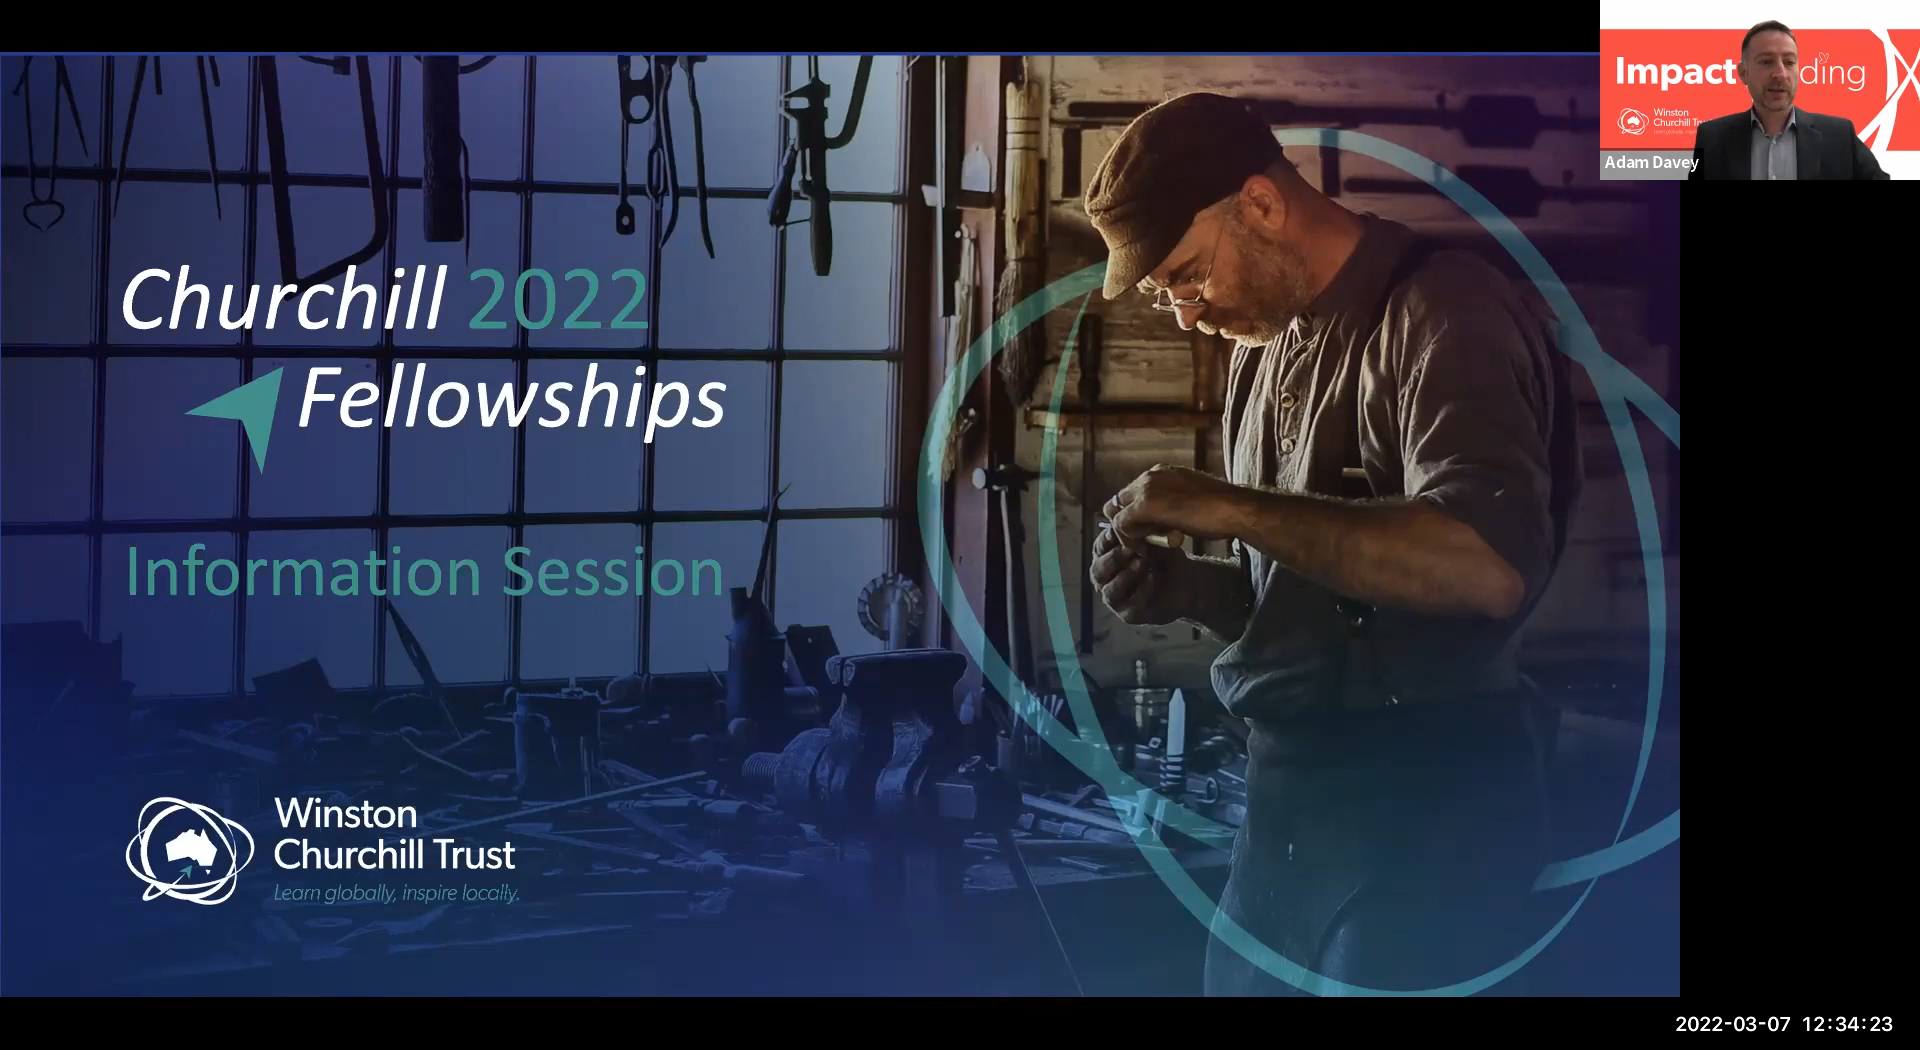 Churchill 2022
Fellowships
Information Session
Winston
Churchill Trust
Learn globally, inspire locally.
Impact ding
Winston
Churchill Tru
Adam Davey
2022-03-07 12:34:23